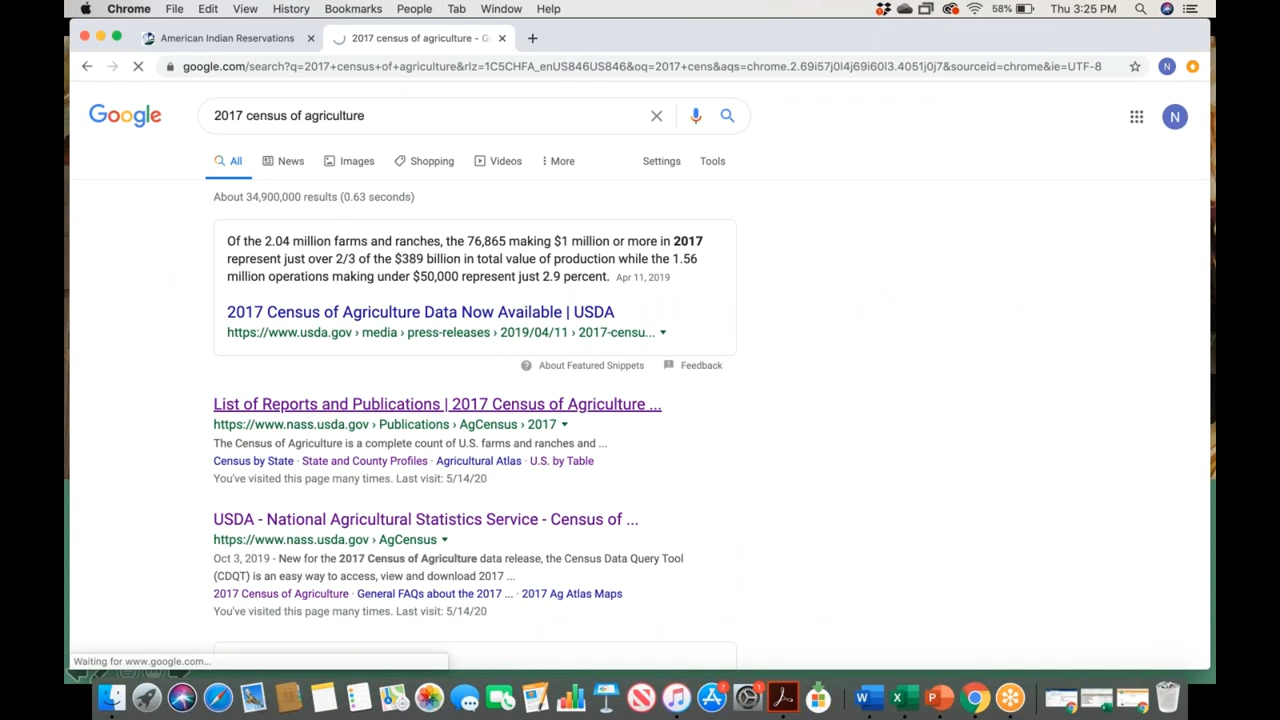 Chrome File Edit View History Bookmarks People Tab Window Help 58% Thu 3:25 PM
American Indian Reservations 2017 census of agriculture - G
google.com/search?q=2017+census+of+agriculture&rlz=1C5CHFA_enUS846US846&oq=2017+cens&aqs=chrome.2.69i57j0l4j69i60l3.4051j0j7&sourceid=chrome&ie=UTF-8 N
Google 2017 census of agriculture N
All News Images Shopping Videos More Settings Tools
About 34,900,000 results (0.63 seconds)
Of the 2.04 million farms and ranches, the 76,865 making $1 million or more in 2017
represent just over 2/3 of the $389 billion in total value of production while the 1.56
million operations making under $50,000 represent just 2.9 percent. Apr 11, 2019
2017 Census of Agriculture Data Now Available | USDA
https://www.usda.gov › media › press-releases › 2019/04/11 › 2017-censu...
About Featured Snippets Feedback
List of Reports and Publications | 2017 Census of Agriculture ...
https://www.nass.usda.gov › Publications › AgCensus › 2017
The Census of Agriculture is a complete count of U.S. farms and ranches and ...
Census by State · State and County Profiles · Agricultural Atlas · U.S. by Table
You've visited this page many times. Last visit: 5/14/20
USDA - National Agricultural Statistics Service - Census of ...
https://www.nass.usda.gov › AgCensus
Oct 3, 2019 - New for the 2017 Census of Agriculture data release, the Census Data Query Tool
(CDQT) is an easy way to access, view and download 2017 ...
2017 Census of Agriculture · General FAQs about the 2017 ... · 2017 Ag Atlas Maps
You've visited this page many times. Last visit: 5/14/20
Waiting for www.google.com...